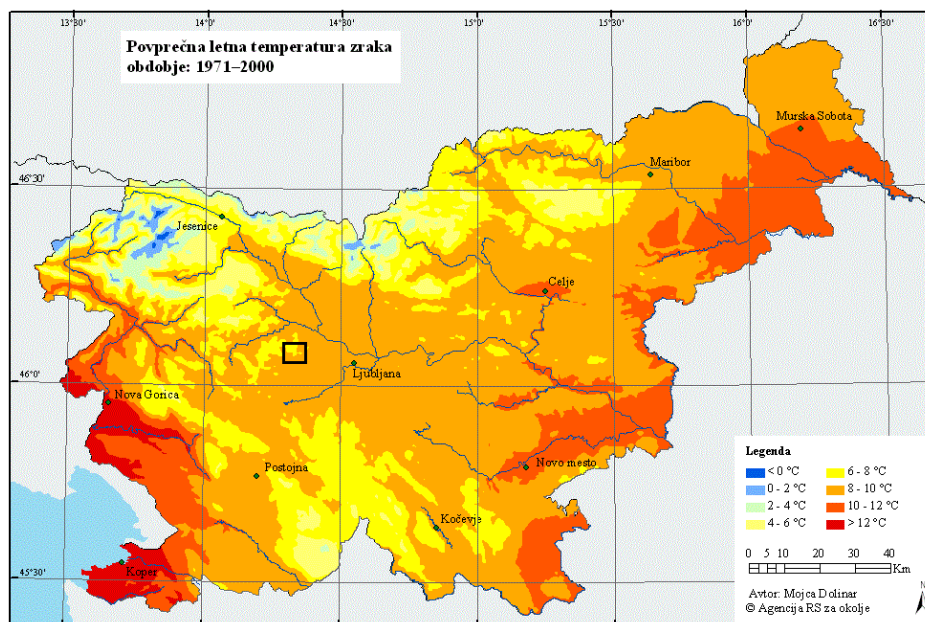 13°30' 14°0' 14°30' 15°0' 15°30' 16°0' 16°30'
Povprečna letna temperatura zraka
obdobje: 1971–2000
Murska Sobota
Maribor
46°30'
Jesenice
Celje
Ljubljana
46°0'
Nova Gorica
Postojna
Novo mesto
Kočevje
Koper
45°30'
Legenda
< 0 °C 6 - 8 °C
0 - 2 °C 8 - 10 °C
2 - 4 °C 10 - 12 °C
4 - 6 °C > 12 °C
0 5 10 20 30 40
Km
Avtor: Mojca Dolinar
© Agencija RS za okolje
N